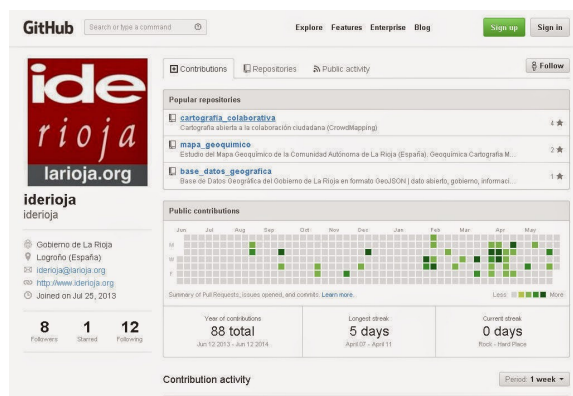 GitHub
Search or type a command
Explore Features Enterprise Blog
Sign up
Sign in
ide
rioja
larioja.org
iderioja
iderioja
Gobierno de La Rioja
Logroño (España)
iderioja@larioja.org
http://www.iderioja.org
Joined on Jul 25, 2013
8
Followers
1
Starred
12
Following
Contributions
Repositories
Public activity
Follow
Popular repositories
cartografia_colaborativa
4
Cartografía abierta a la colaboración ciudadana (CrowdMapping)
mapa_geoquimico
2
Estudio del Mapa Geoquímico de la Comunidad Autónoma de La Rioja (España). Geoquímica Cartografía M...
base_datos_geografica
1
Base de Datos Geográfica del Gobierno de La Rioja en formato GeoJSON | dato abierto, gobierno, informaci...
Public contributions
Jun Jul Aug Sep Oct Nov Dec Jan Feb Mar Apr May
M
W
F
Summary of Pull Requests, issues opened, and commits. Learn more.
Less
More
Year of contributions
88 total
Jun 12 2013 - Jun 12 2014
Longest streak
5 days
April 07 - April 11
Current streak
0 days
Rock - Hard Place
Contribution activity
Period: 1 week